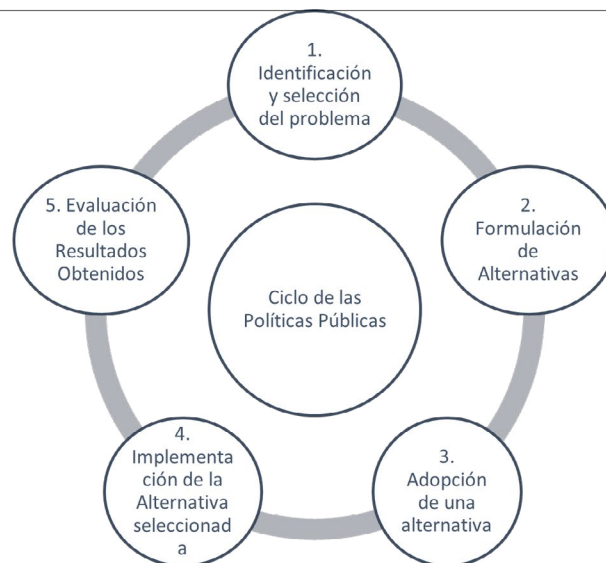 1.
Identificación
y selección
del problema
2.
Formulación
de
Alternativas
3.
Adopción
de una
alternativa
4.
Implementa
ción de la
Alternativa
seleccionad
a
5. Evaluación
de los
Resultados
Obtenidos
Ciclo de las
Políticas Públicas